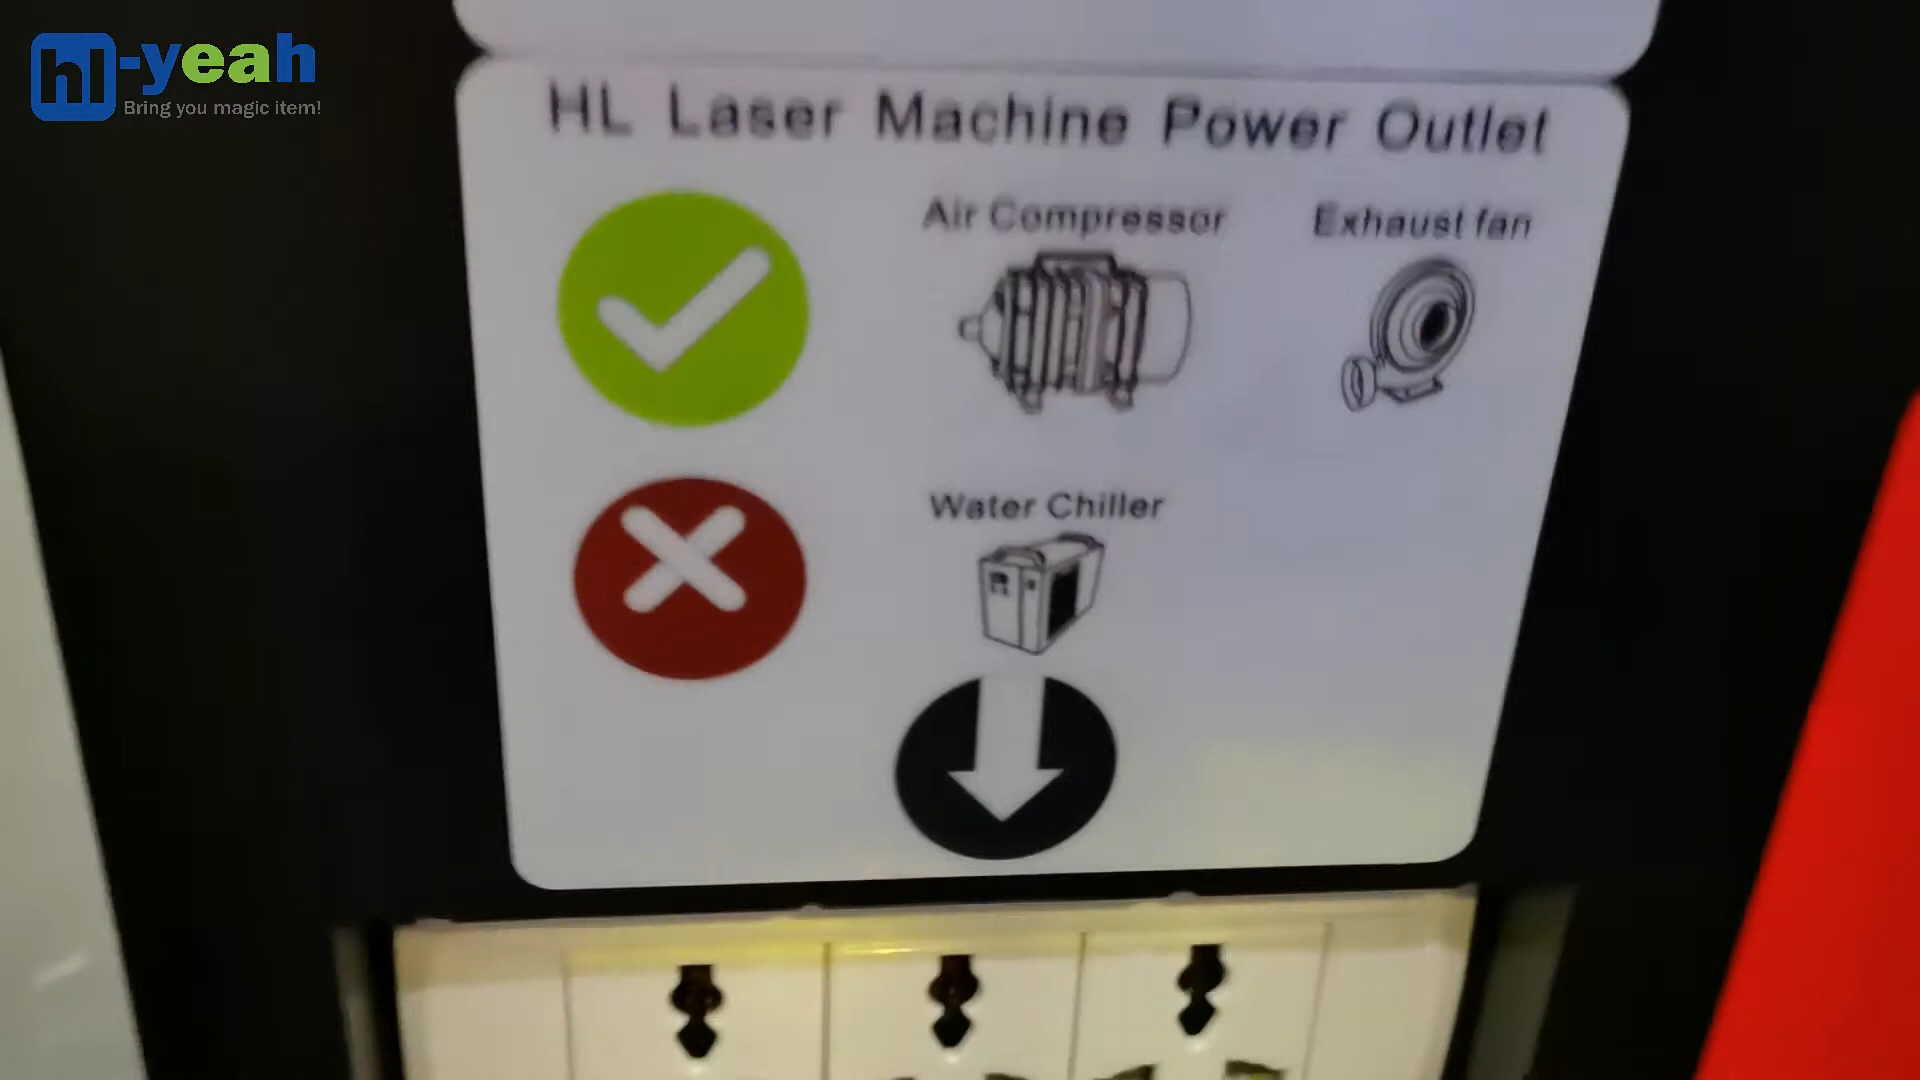 hl-yeah
Bring you magic item!
HL Laser Machine Power Outlet
Air Compressor
Exhaust fan
Water Chiller